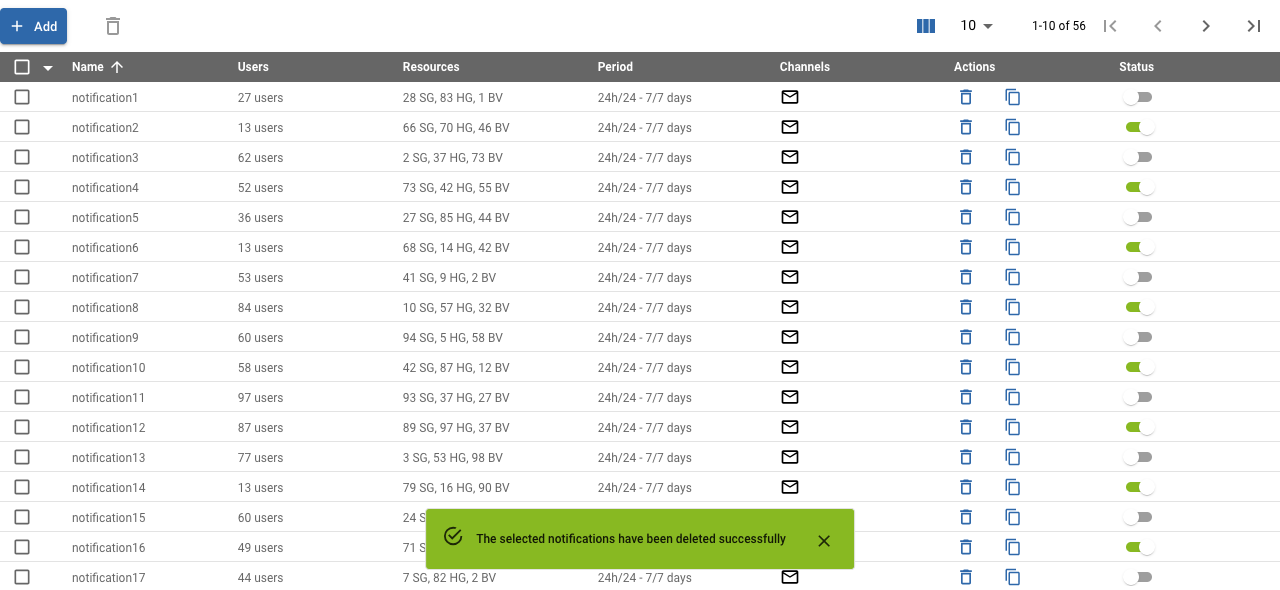 Add 10 1-10 of 56
Name Users Resources Period Channels Actions Status
notification1 27 users 28 SG, 83 HG, 1 BV 24h/24 - 7/7 days
notification2 13 users 66 SG, 70 HG, 46 BV 24h/24 - 7/7 days
notification3 62 users 2 SG, 37 HG, 73 BV 24h/24 - 7/7 days
notification4 52 users 73 SG, 42 HG, 55 BV 24h/24 - 7/7 days
notification5 36 users 27 SG, 85 HG, 44 BV 24h/24 - 7/7 days
notification6 13 users 68 SG, 14 HG, 42 BV 24h/24 - 7/7 days
notification7 53 users 41 SG, 9 HG, 2 BV 24h/24 - 7/7 days
notification8 84 users 10 SG, 57 HG, 32 BV 24h/24 - 7/7 days
notification9 60 users 94 SG, 5 HG, 58 BV 24h/24 - 7/7 days
notification10 58 users 42 SG, 87 HG, 12 BV 24h/24 - 7/7 days
notification11 97 users 93 SG, 37 HG, 27 BV 24h/24 - 7/7 days
notification12 87 users 89 SG, 97 HG, 37 BV 24h/24 - 7/7 days
notification13 77 users 3 SG, 53 HG, 98 BV 24h/24 - 7/7 days
notification14 13 users 79 SG, 16 HG, 90 BV 24h/24 - 7/7 days
notification15 60 users 24
The selected notifications have been deleted successfully
notification16 49 users 71
notification17 44 users 7 SG, 82 HG, 2 BV 24h/24 - 7/7 days